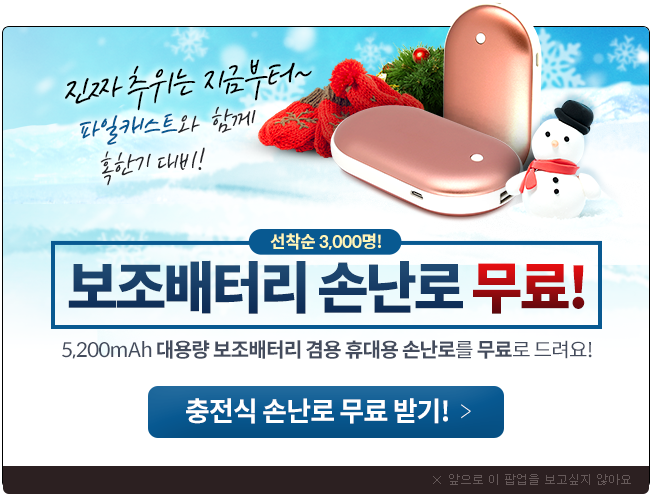 진짜 추위는 지금부터~
파일캐스트와 함께
혹한기 대비!
선착순 3,000명!
보조배터리 손난로 무료!
5,200mAh 대용량 보조배터리 겸용 휴대용 손난로를 무료로 드려요!
충전식 손난로 무료 받기! >
× 앞으로 이 팝업을 보고싶지 않아요